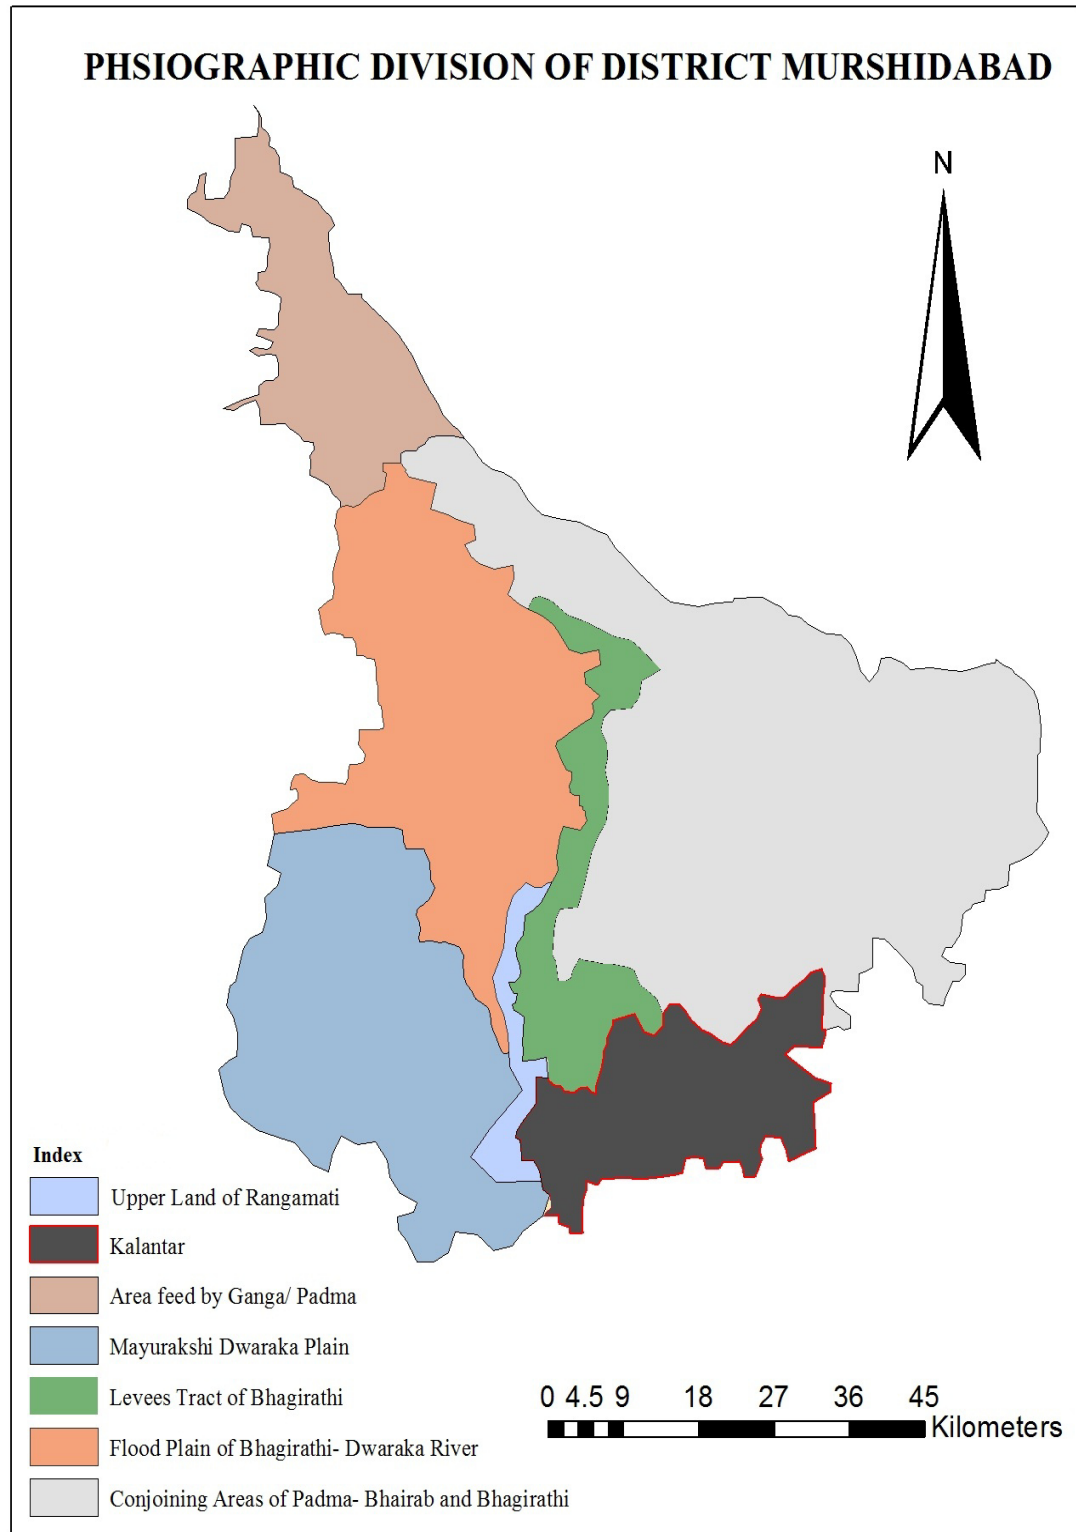 PHSIOGRAPHIC DIVISION OF DISTRICT MURSHIDABAD
N
Index
Upper Land of Rangamati
Kalantar
Area feed by Ganga/ Padma
Mayurakshi Dwaraka Plain
Levees Tract of Bhagirathi
Flood Plain of Bhagirathi- Dwaraka River
Conjoining Areas of Padma- Bhairab and Bhagirathi
0 4.5 9 18 27 36 45
Kilometers